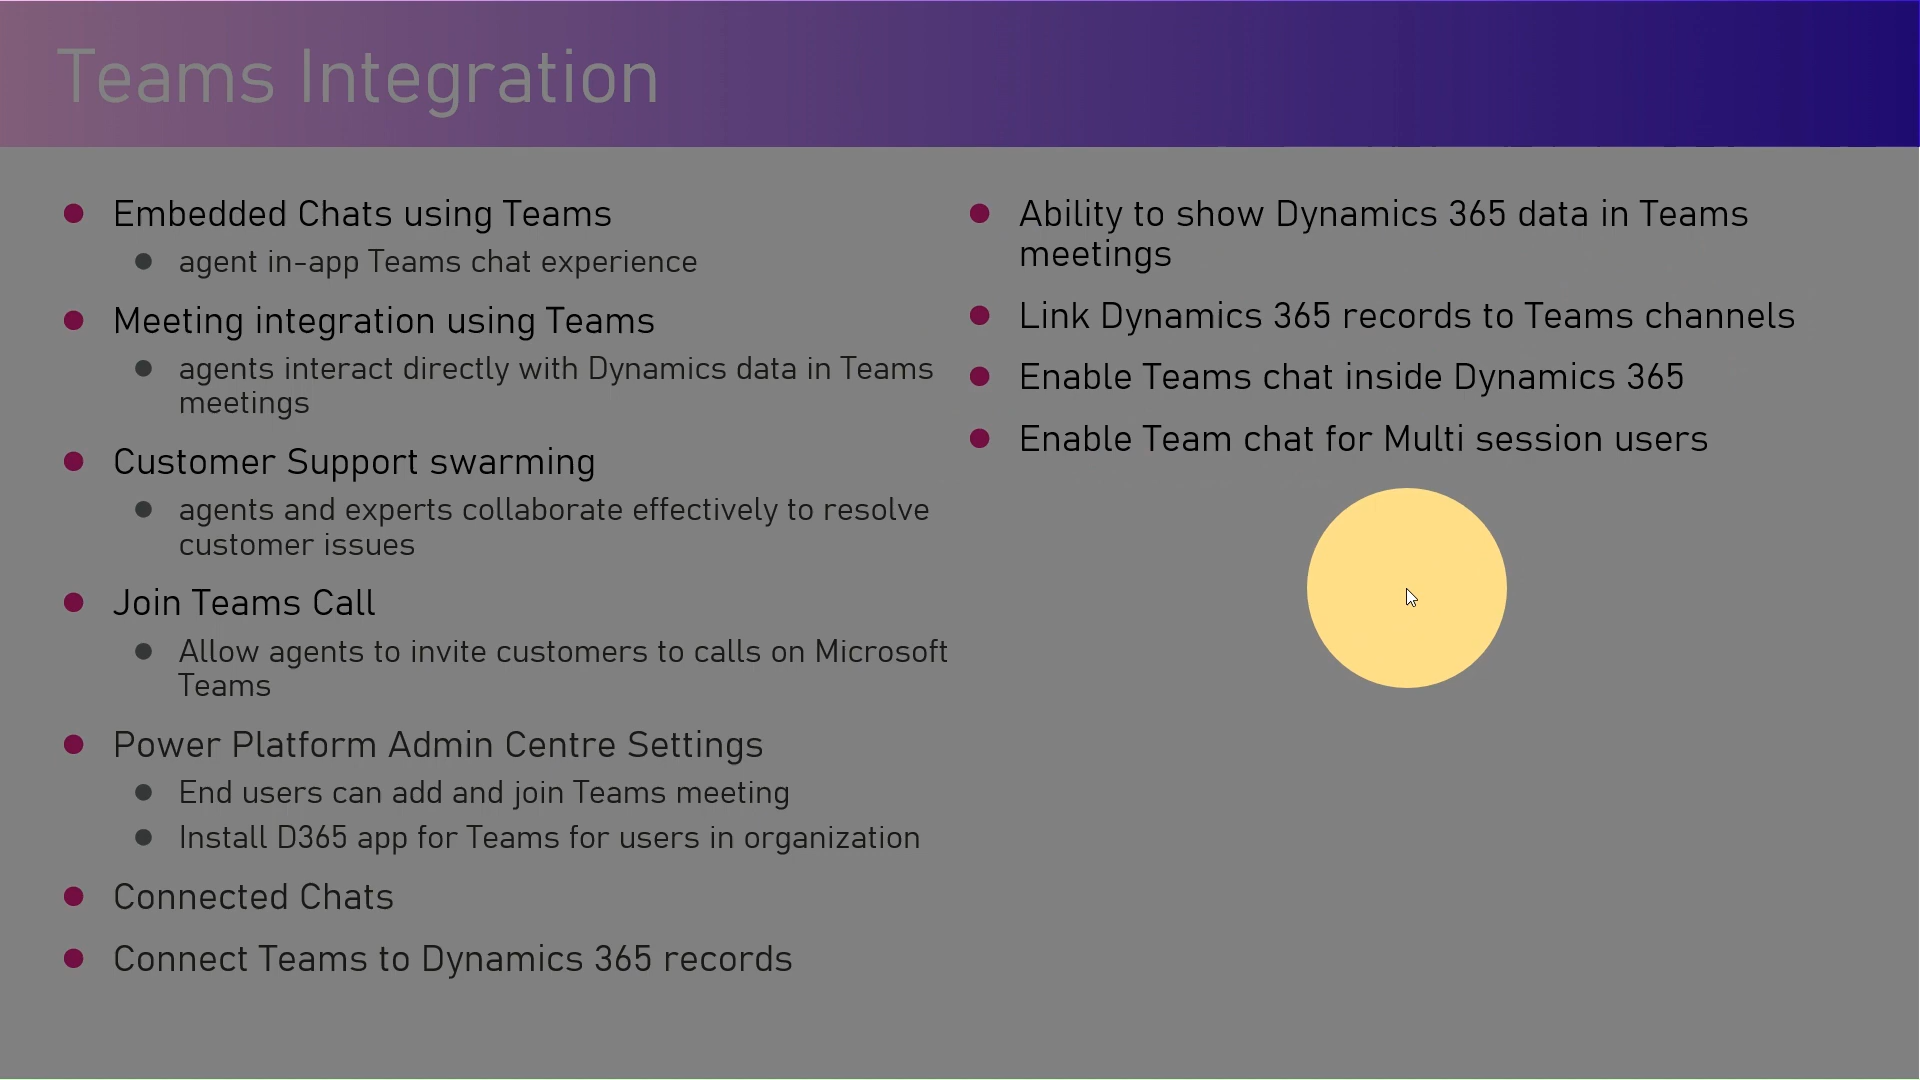 Teams Integration
Embedded Chats using Teams
agent in-app Teams chat experience
Meeting integration using Teams
agents interact directly with Dynamics data in Teams
meetings
Customer Support swarming
agents and experts collaborate effectively to resolve
customer issues
Join Teams Call
Allow agents to invite customers to calls on Microsoft
Teams
Power Platform Admin Centre Settings
End users can add and join Teams meeting
Install D365 app for Teams for users in organization
Connected Chats
Connect Teams to Dynamics 365 records
Ability to show Dynamics 365 data in Teams
meetings
Link Dynamics 365 records to Teams channels
Enable Teams chat inside Dynamics 365
Enable Team chat for Multi session users